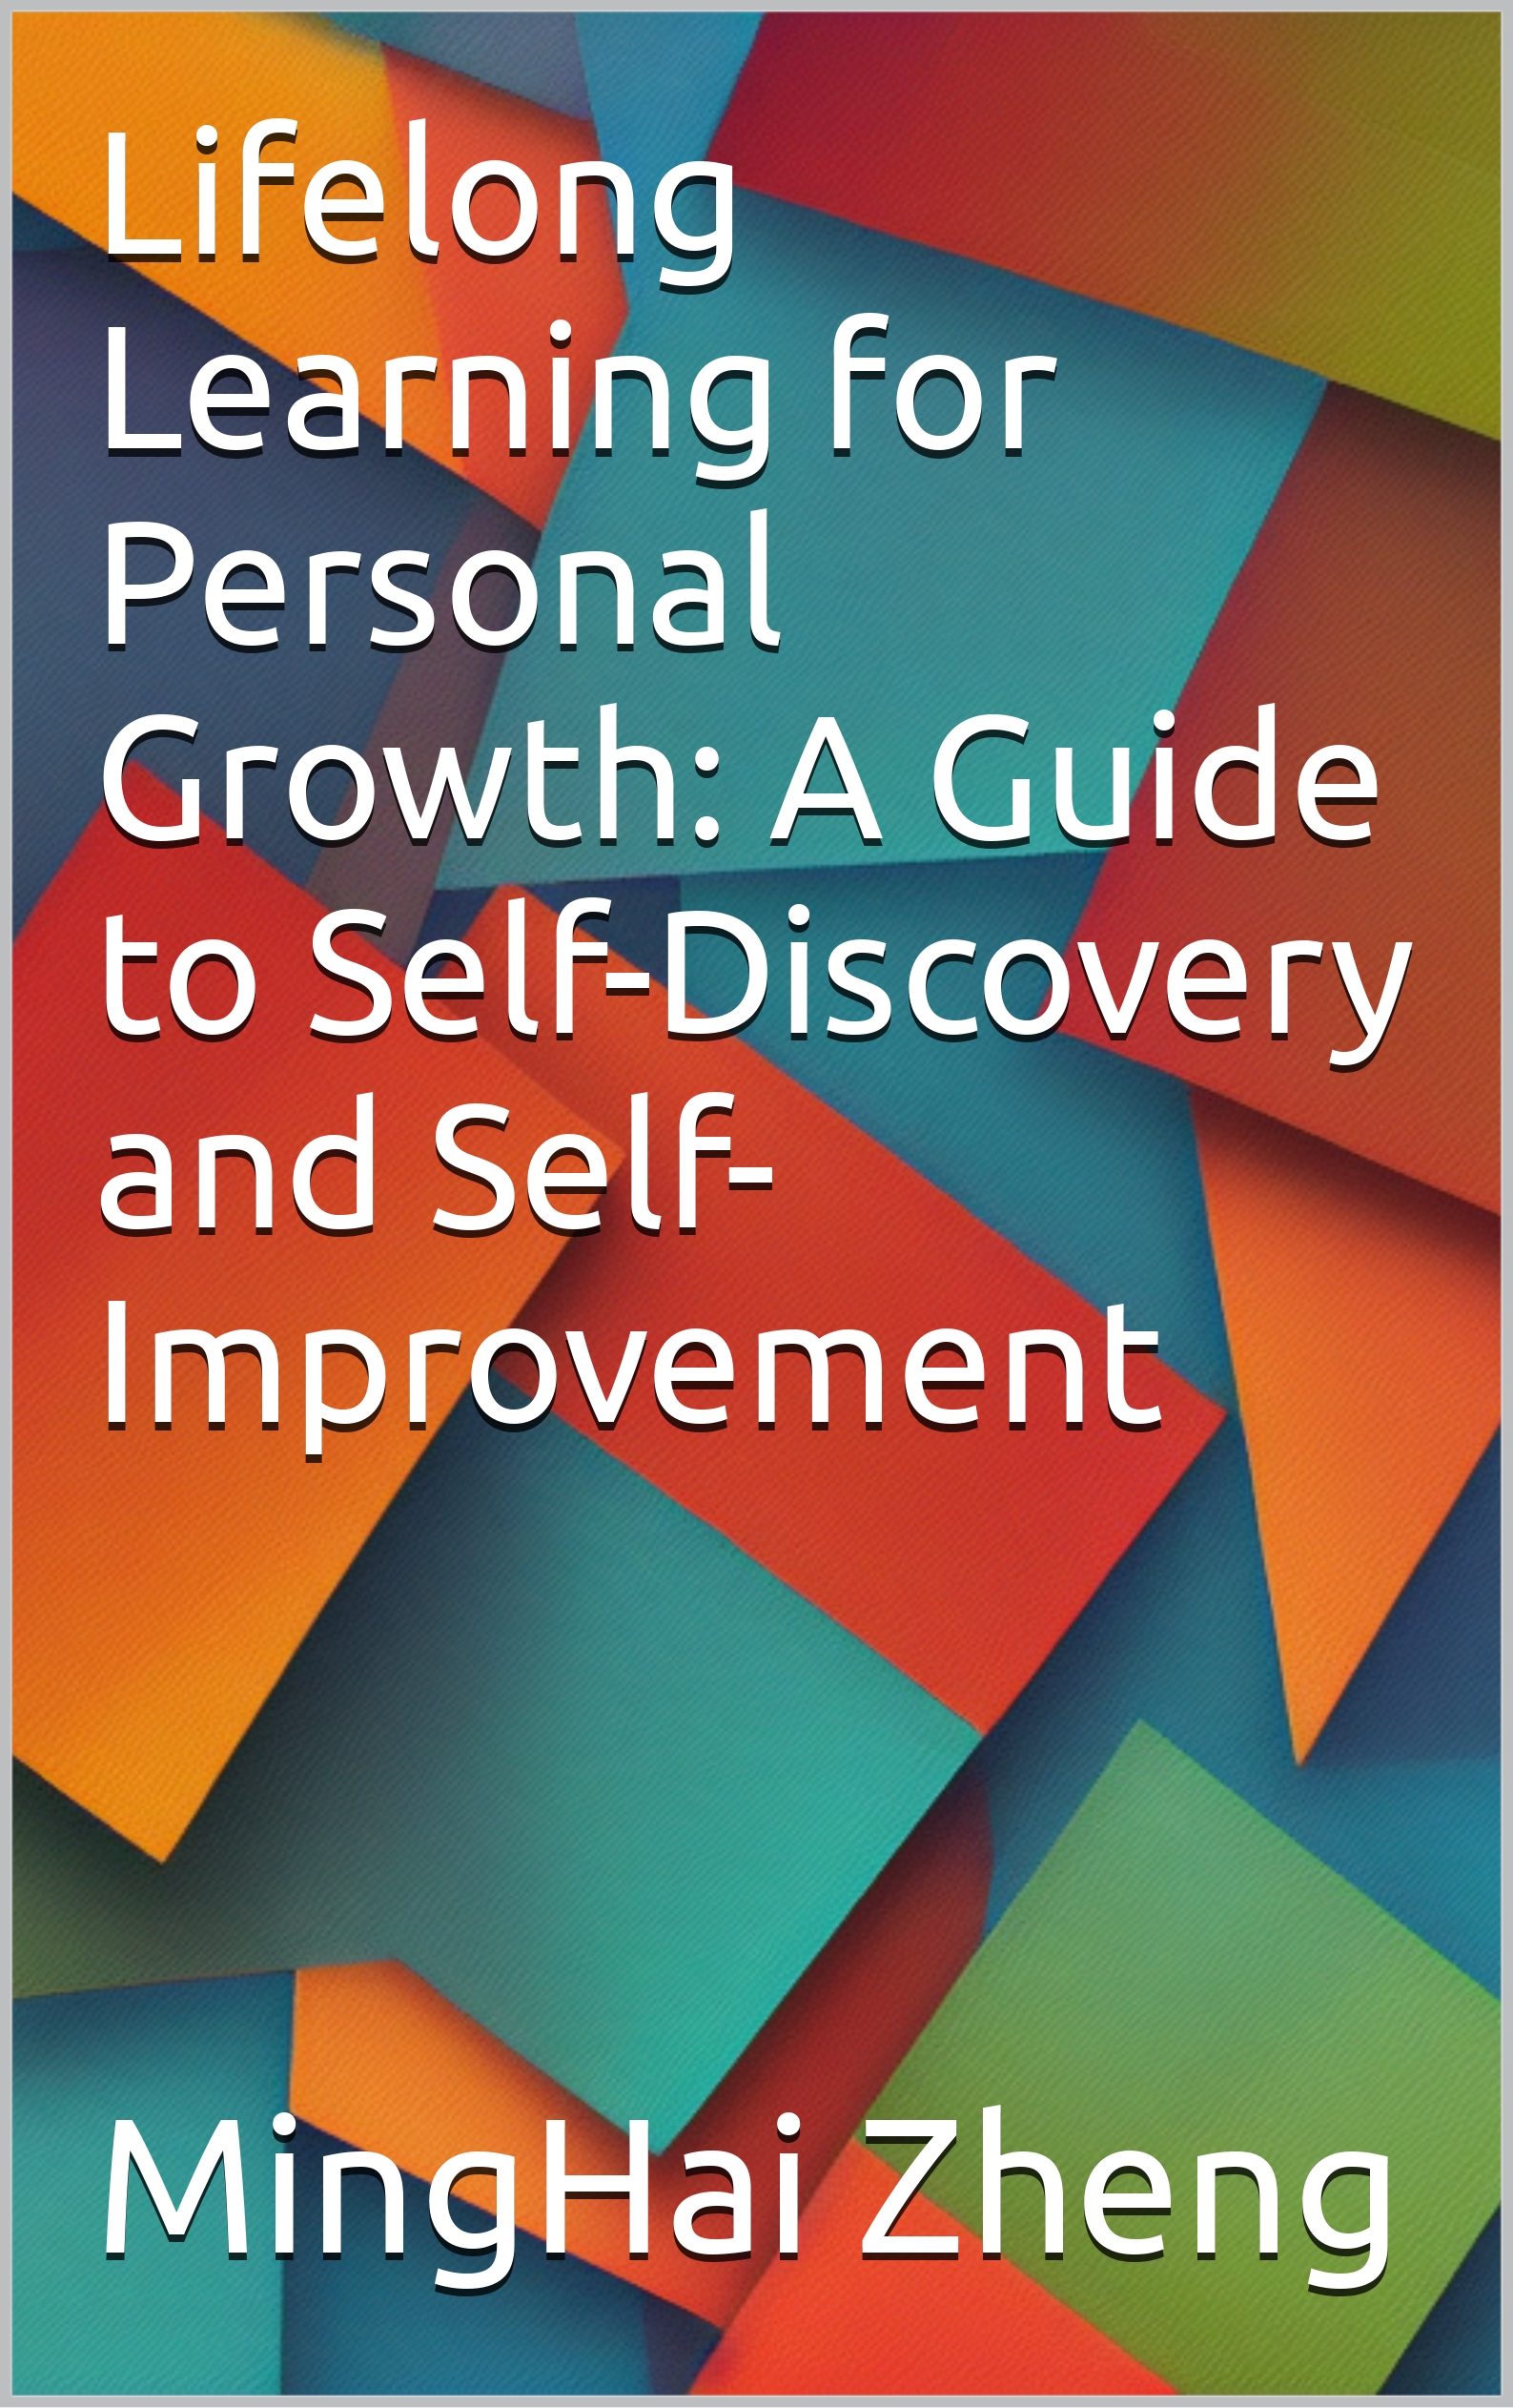 Lifelong
Learning for
Personal
Growth: A Guide
to Self-Discovery
and Self-
Improvement
MingHai Zheng